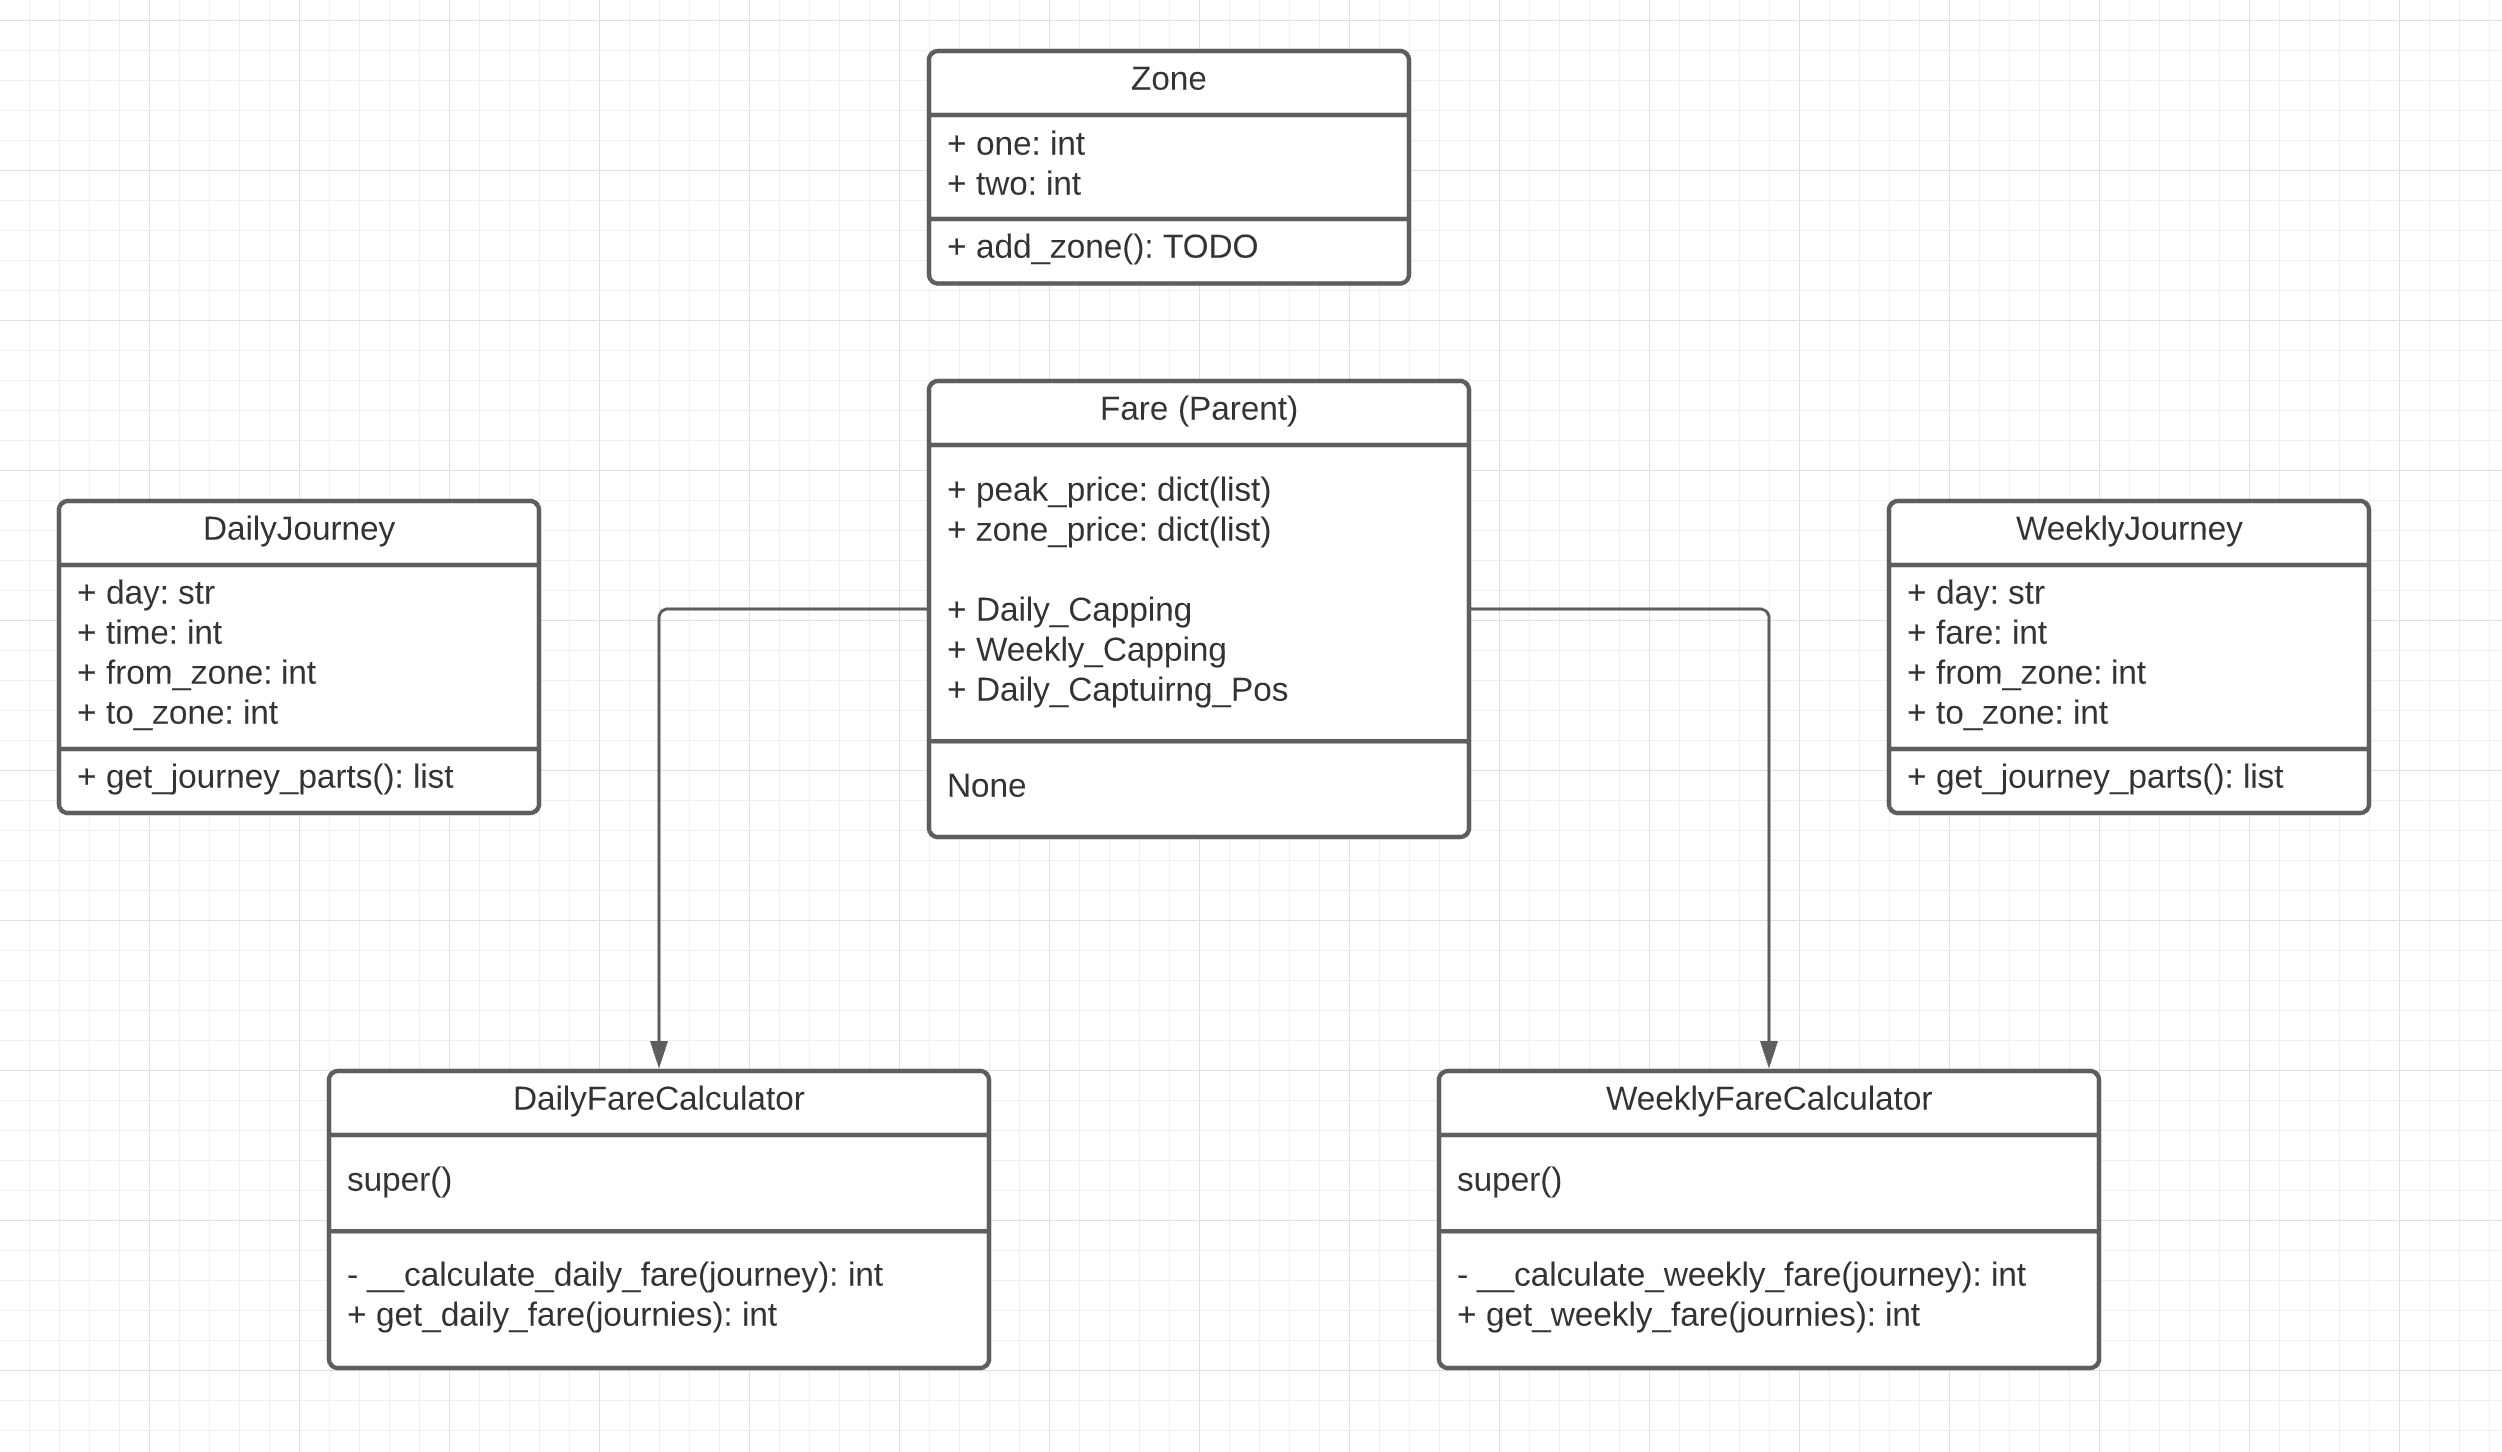 Zone
+ one: int
+ two: int
+ add_zone(): TODO
Fare (Parent)
+ peak_price: dict(list)
+ zone_price: dict(list)
+ Daily_Capping
+ Weekly_Capping
+ Daily_Captuirng_Pos
None
DailyJourney
+ day: str
+ time: int
+ from_zone: int
+ to_zone: int
+ get_journey_parts(): list
WeeklyJourney
+ day: str
+ fare: int
+ from_zone: int
+ to_zone: int
+ get_journey_parts(): list
DailyFareCalculator
super()
- __calculate_daily_fare(journey): int
+ get_daily_fare(journies): int
WeeklyFareCalculator
super()
- __calculate_weekly_fare(journey): int
+ get_weekly_fare(journies): int